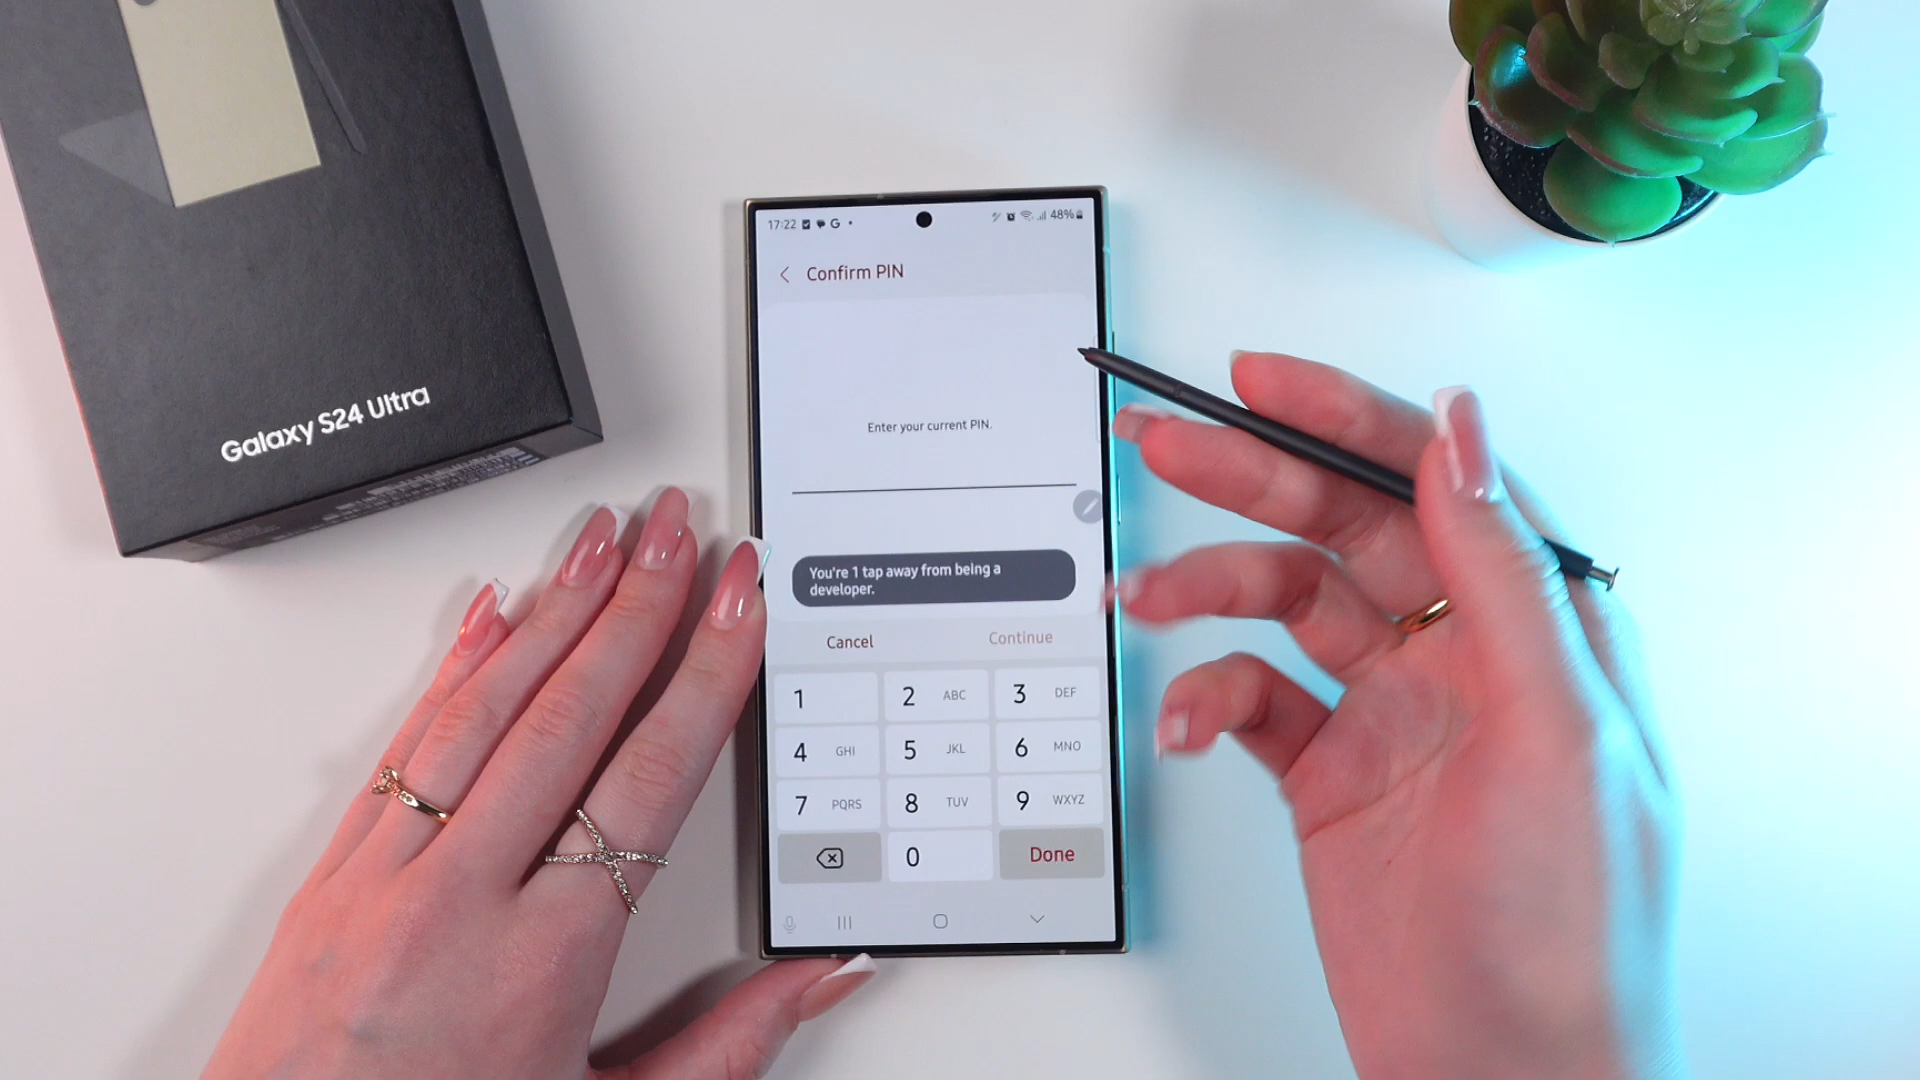 Galaxy S24 Ultra
17:22 G 48%
Confirm PIN
Enter your current PIN.
You're 1 tap away from being a
developer.
Cancel Continue
1 2 ABC 3 DEF
4 GHI 5 JKL 6 MNO
7 PQRS 8 TUV 9 WXYZ
0 Done